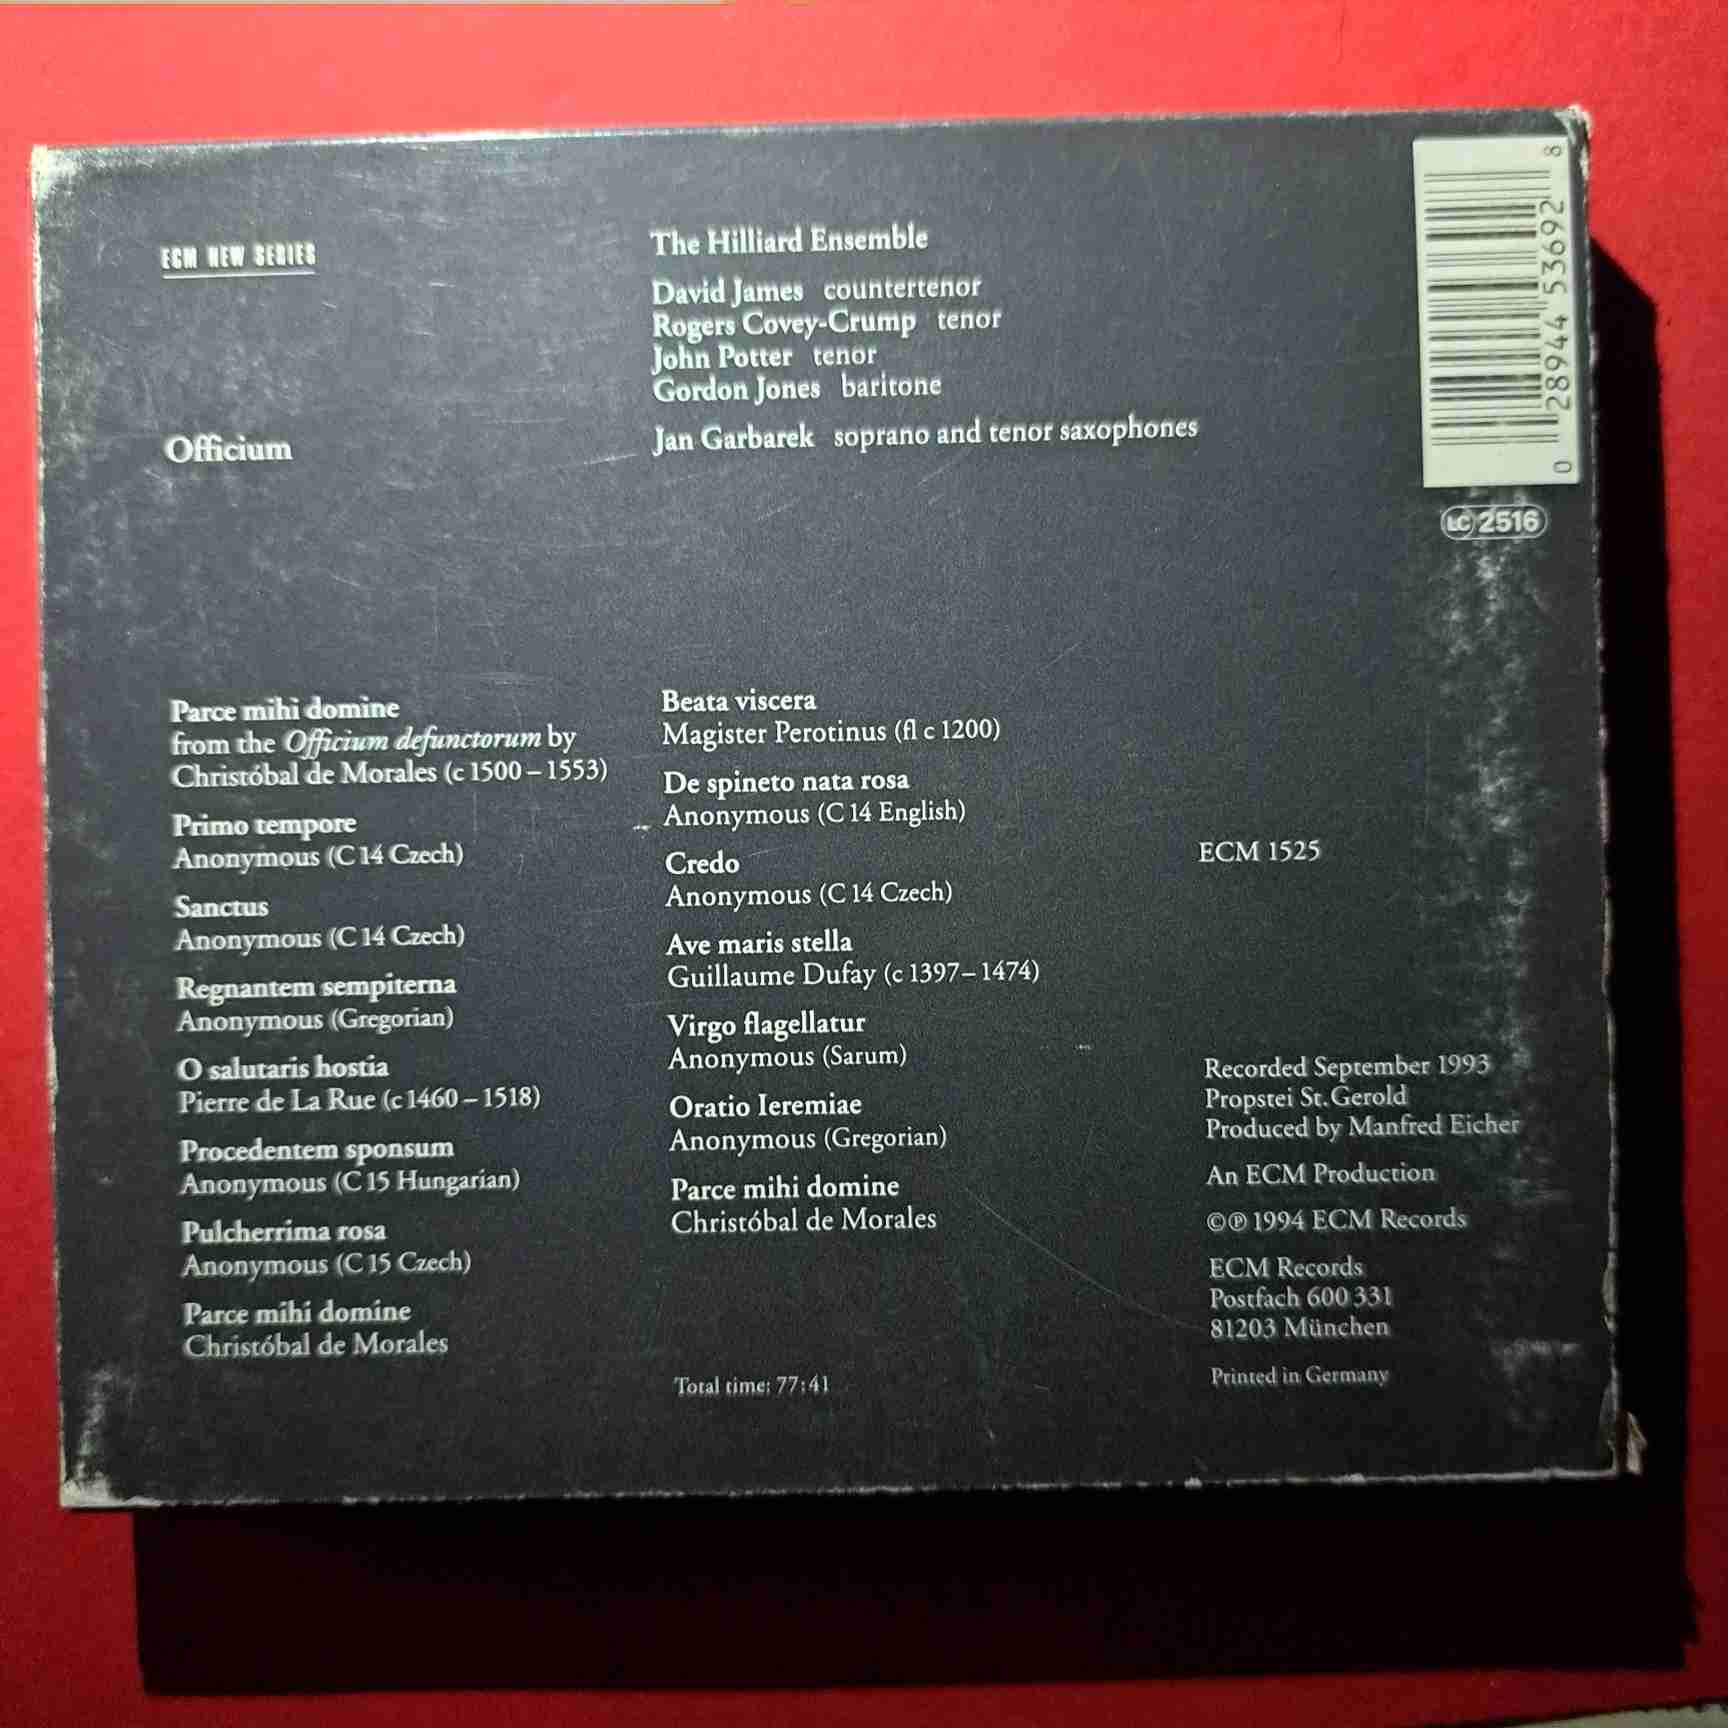 ECM NEW SERIES
Officium
The Hilliard Ensemble
David James countertenor
Rogers Covey-Crump tenor
John Potter tenor
Gordon Jones baritone
Jan Garbarek soprano and tenor saxophones
0 28944 53692 8
LC 2516
Parce mihi domine
from the Officium defunctorum by
Christóbal de Morales (c 1500 – 1553)
Primo tempore
Anonymous (C 14 Czech)
Sanctus
Anonymous (C 14 Czech)
Regnantem sempiterna
Anonymous (Gregorian)
O salutaris hostia
Pierre de La Rue (c 1460 – 1518)
Procedentem sponsum
Anonymous (C 15 Hungarian)
Pulcherrima rosa
Anonymous (C 15 Czech)
Parce mihi domine
Christóbal de Morales
Beata viscera
Magister Perotinus (fl c 1200)
De spineto nata rosa
Anonymous (C 14 English)
Credo
Anonymous (C 14 Czech)
Ave maris stella
Guillaume Dufay (c 1397 – 1474)
Virgo flagellatur
Anonymous (Sarum)
Oratio Ieremiae
Anonymous (Gregorian)
Parce mihi domine
Christóbal de Morales
Total time: 77:41
ECM 1525
Recorded September 1993
Propstei St. Gerold
Produced by Manfred Eicher
An ECM Production
©℗ 1994 ECM Records
ECM Records
Postfach 600 331
81203 München
Printed in Germany